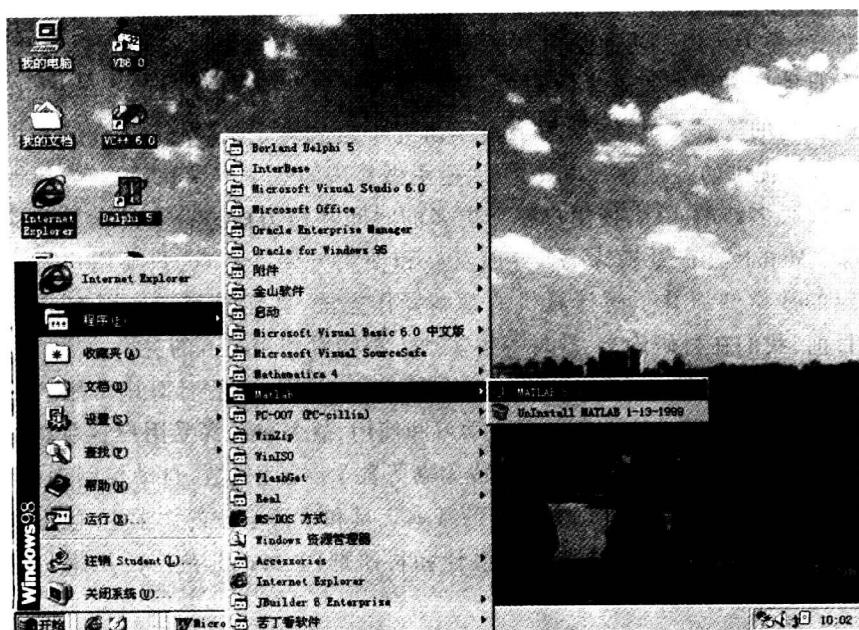 我的电脑
VB6.0
我的文档
VC++ 6.0
Internet Explorer
Delphi 5
Internet Explorer
程序(P)
收藏夹(A)
文档(D)
设置(S)
查找(F)
帮助(H)
运行(R)...
注销 Student(L)...
关闭系统(U)...
Windows98
Borland Delphi 5
InterBase
Microsoft Visual Studio 6.0
Mircosoft Office
Oracle Enterprise Manager
Oracle for Windows 95
附件
金山软件
启动
Microsoft Visual Basic 6.0 中文版
Microsoft Visual SourceSafe
Mathematica 4
Matlab
PC-007 (PC-cillin)
WinZip
WinISO
FlashGet
Real
MS-DOS 方式
Windows 资源管理器
Accessories
Internet Explorer
JBuilder 8 Enterprise
苦丁香软件
MATLAB
UnInstall MATLAB 1-13-1999
开始
Micro
10:02